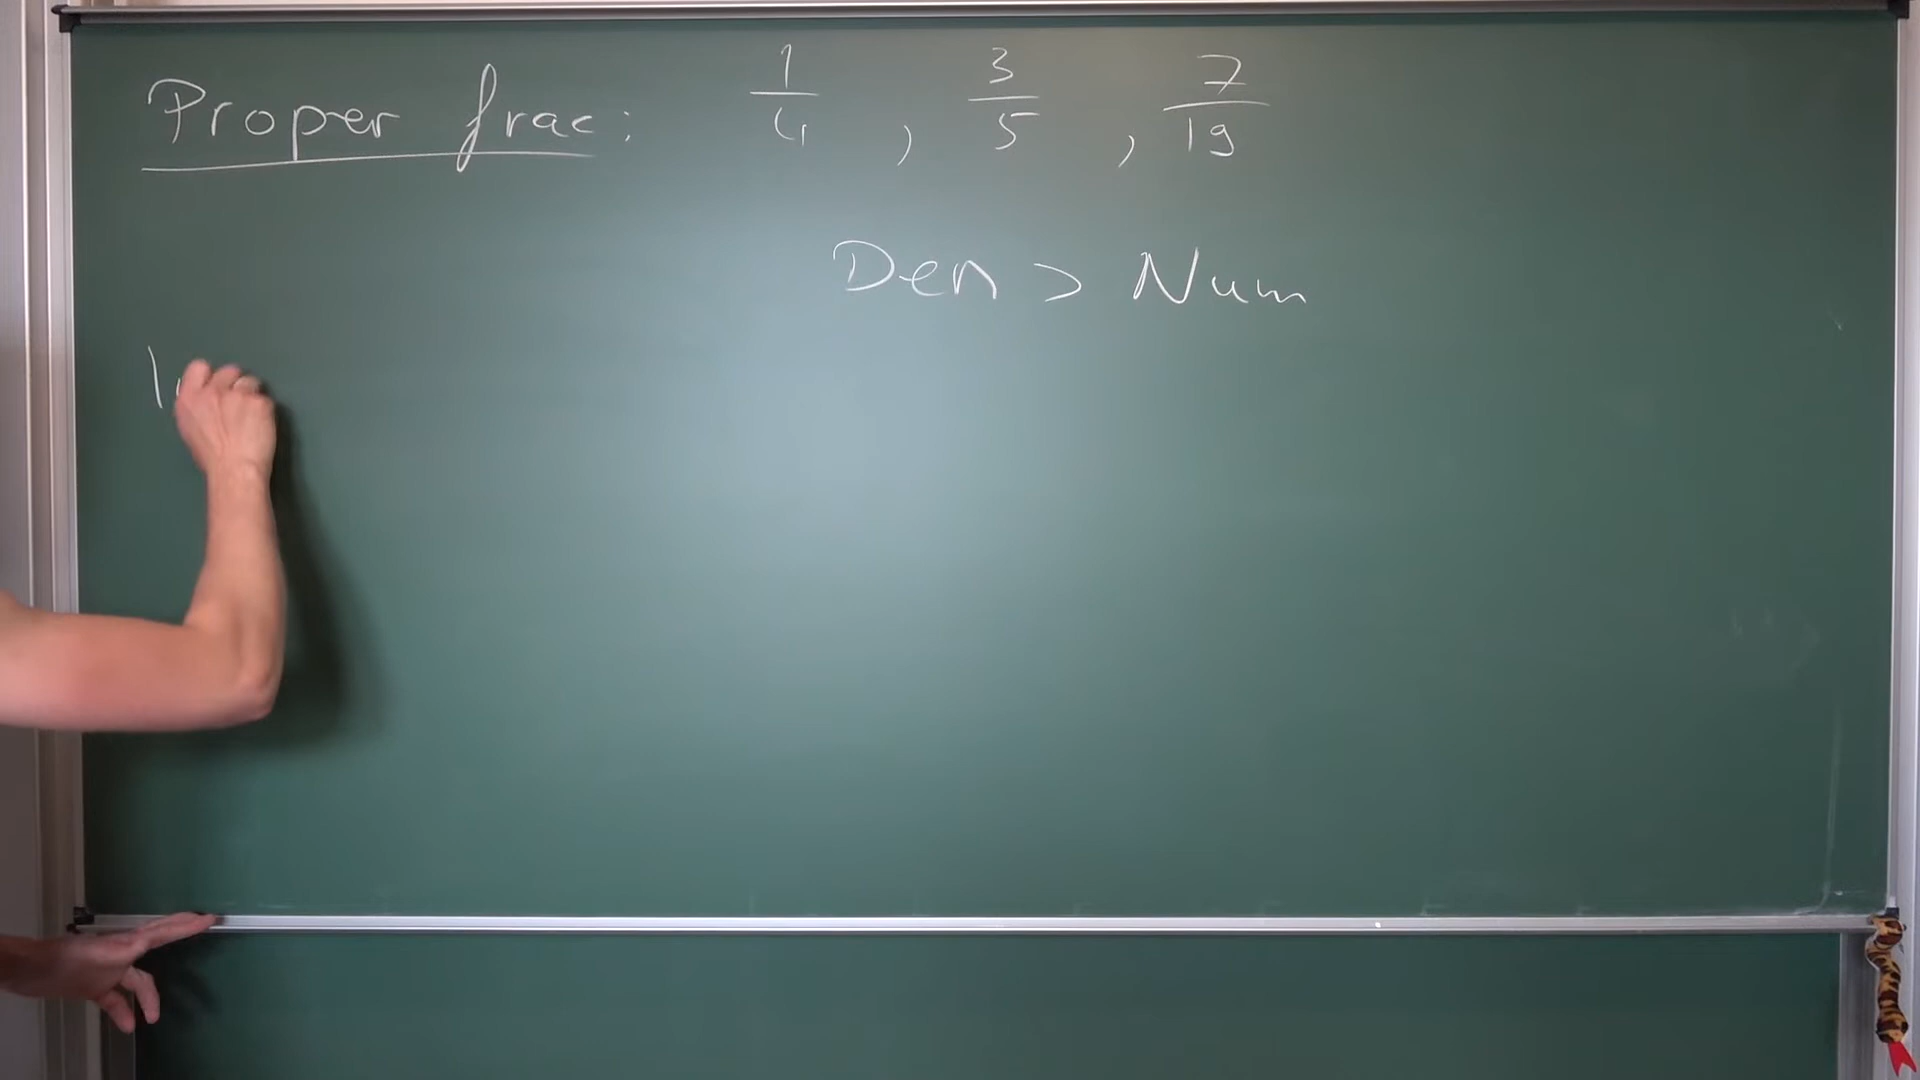 Proper frac: 1/4, 3/5, 7/19
Den > Num